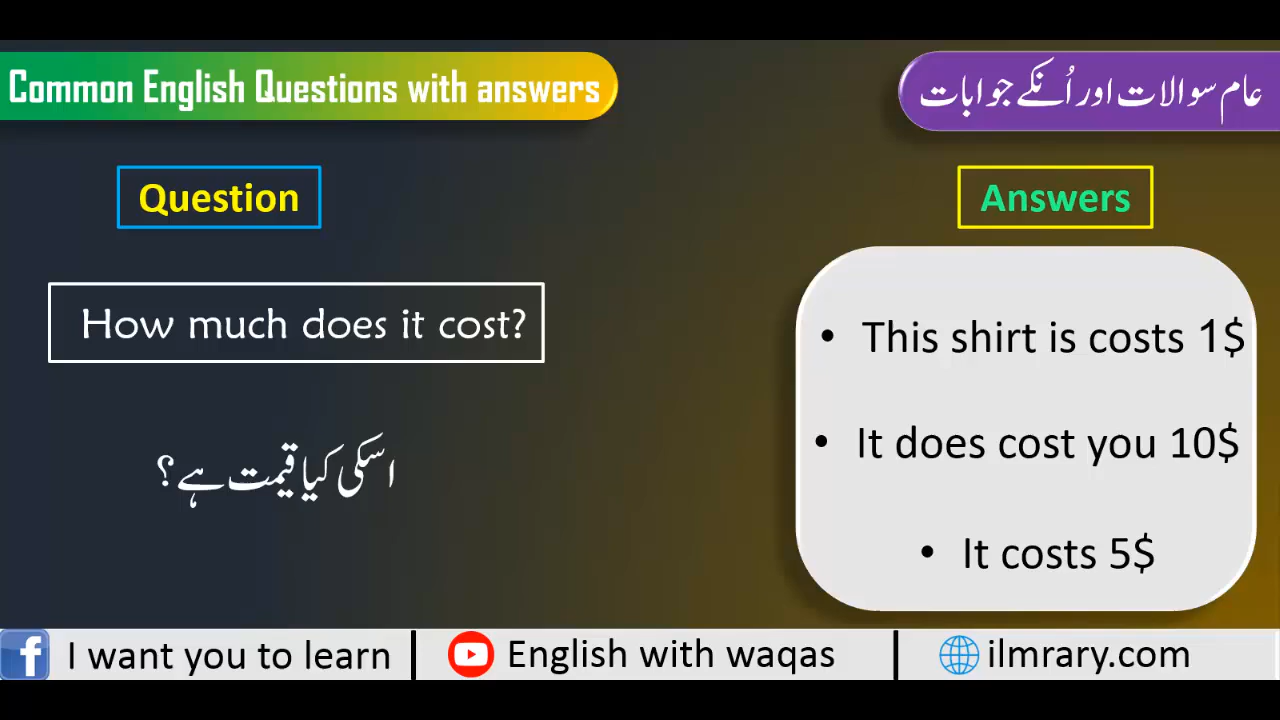 Common English Questions with answers
عام سوالات اور اُنکے جوابات
Question
Answers
How much does it cost?
اسکی کیا قیمت ہے؟
• This shirt is costs 1$
• It does cost you 10$
• It costs 5$
f I want you to learn
English with waqas
ilmrary.com